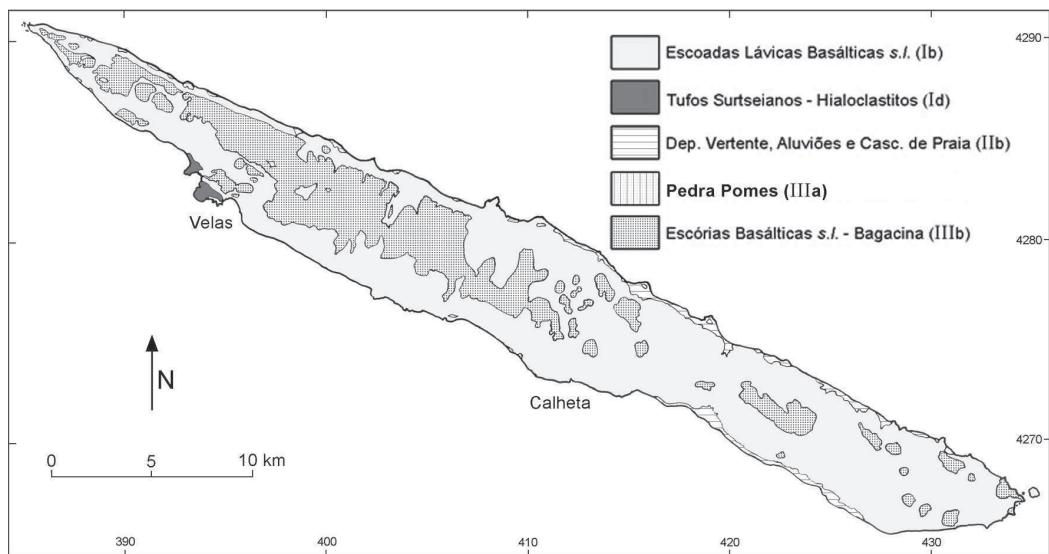 Escoadas Lávicas Basálticas s.l. (Ib)
Tufos Surtseianos - Hialoclastitos (Id)
Dep. Vertente, Aluviões e Casc. de Praia (IIb)
Pedra Pomes (IIIa)
Escórias Basálticas s.l. - Bagacina (IIIb)
4290
4280
4270
Velas
Calheta
N
0 5 10 km
390 400 410 420 430